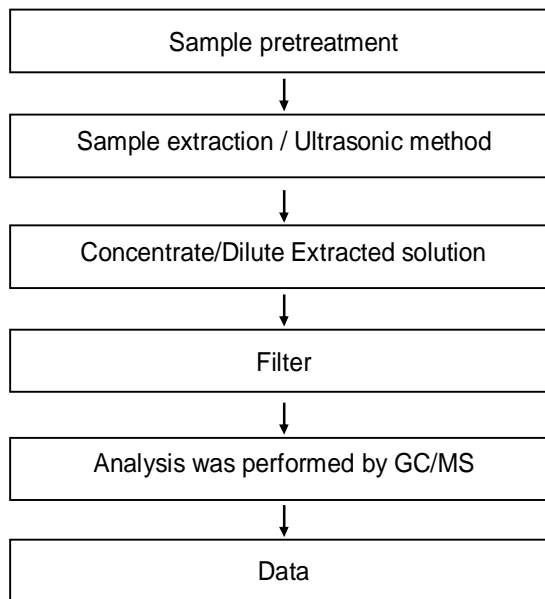 Sample pretreatment
Sample extraction / Ultrasonic method
Concentrate/Dilute Extracted solution
Filter
Analysis was performed by GC/MS
Data